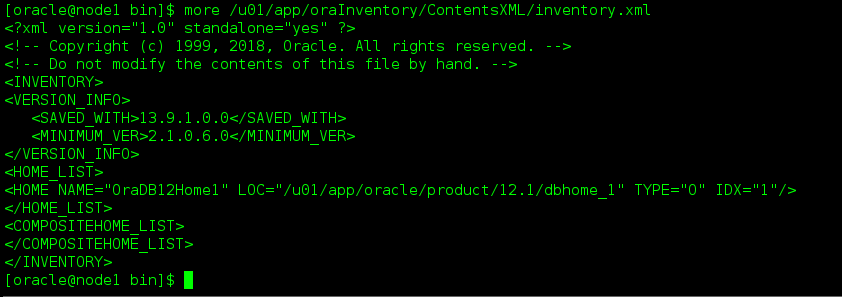 [oracle@node1 bin]$ more /u01/app/oraInventory/ContentsXML/inventory.xml
<?xml version="1.0" standalone="yes" ?>
<!-- Copyright (c) 1999, 2018, Oracle. All rights reserved. -->
<!-- Do not modify the contents of this file by hand. -->
<INVENTORY>
<VERSION_INFO>
   <SAVED_WITH>13.9.1.0.0</SAVED_WITH>
   <MINIMUM_VER>2.1.0.6.0</MINIMUM_VER>
</VERSION_INFO>
<HOME_LIST>
<HOME NAME="OraDB12Home1" LOC="/u01/app/oracle/product/12.1/dbhome_1" TYPE="O" IDX="1"/>
</HOME_LIST>
<COMPOSITEHOME_LIST>
</COMPOSITEHOME_LIST>
</INVENTORY>
[oracle@node1 bin]$